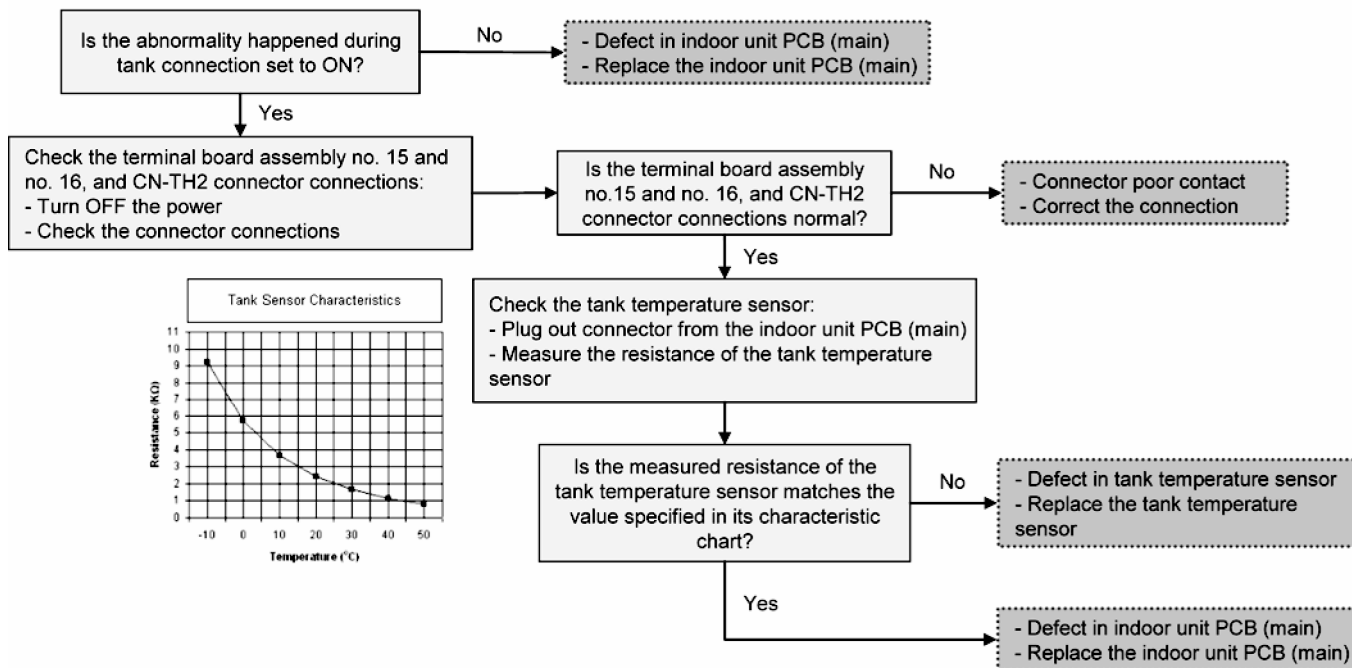 Is the abnormality happened during
tank connection set to ON?
No
- Defect in indoor unit PCB (main)
- Replace the indoor unit PCB (main)
Yes
Check the terminal board assembly no. 15 and
no. 16, and CN-TH2 connector connections:
- Turn OFF the power
- Check the connector connections
Is the terminal board assembly
no.15 and no. 16, and CN-TH2
connector connections normal?
No
- Connector poor contact
- Correct the connection
Yes
Check the tank temperature sensor:
- Plug out connector from the indoor unit PCB (main)
- Measure the resistance of the tank temperature
sensor
Tank Sensor Characteristics
Resistance (KΩ)
11
10
9
8
7
6
5
4
3
2
1
0
-10 0 10 20 30 40 50
Temperature (°C)
Is the measured resistance of the
tank temperature sensor matches the
value specified in its characteristic
chart?
No
- Defect in tank temperature sensor
- Replace the tank temperature
sensor
Yes
- Defect in indoor unit PCB (main)
- Replace the indoor unit PCB (main)